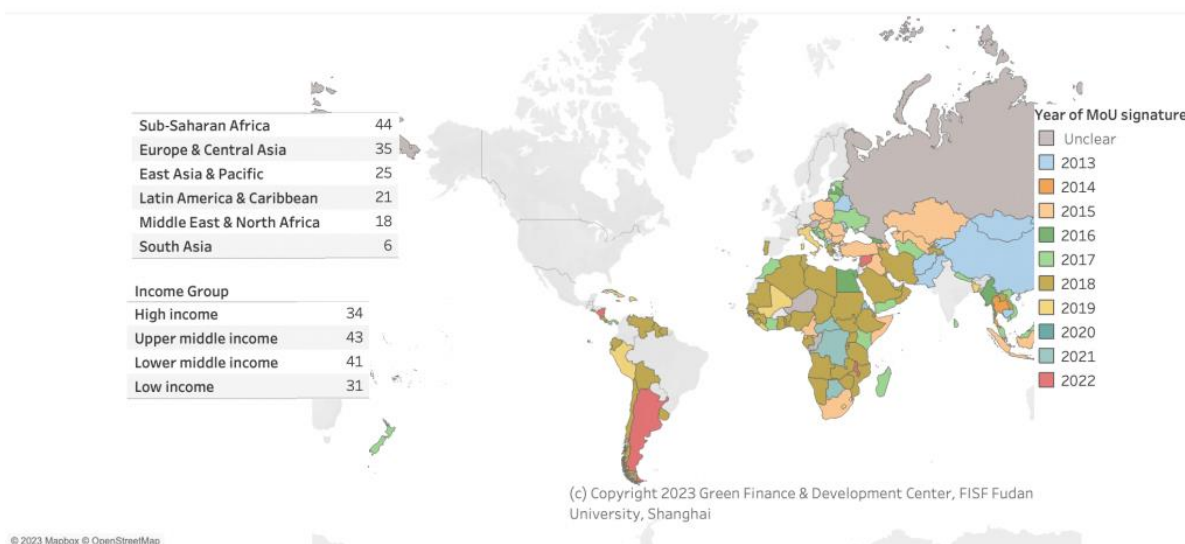 Sub-Saharan Africa 44
Europe & Central Asia 35
East Asia & Pacific 25
Latin America & Caribbean 21
Middle East & North Africa 18
South Asia 6
Income Group
High income 34
Upper middle income 43
Lower middle income 41
Low income 31
Year of MoU signature
Unclear
2013
2014
2015
2016
2017
2018
2019
2020
2021
2022
(c) Copyright 2023 Green Finance & Development Center, FISF Fudan
University, Shanghai
© 2023 Mapbox © OpenStreetMap